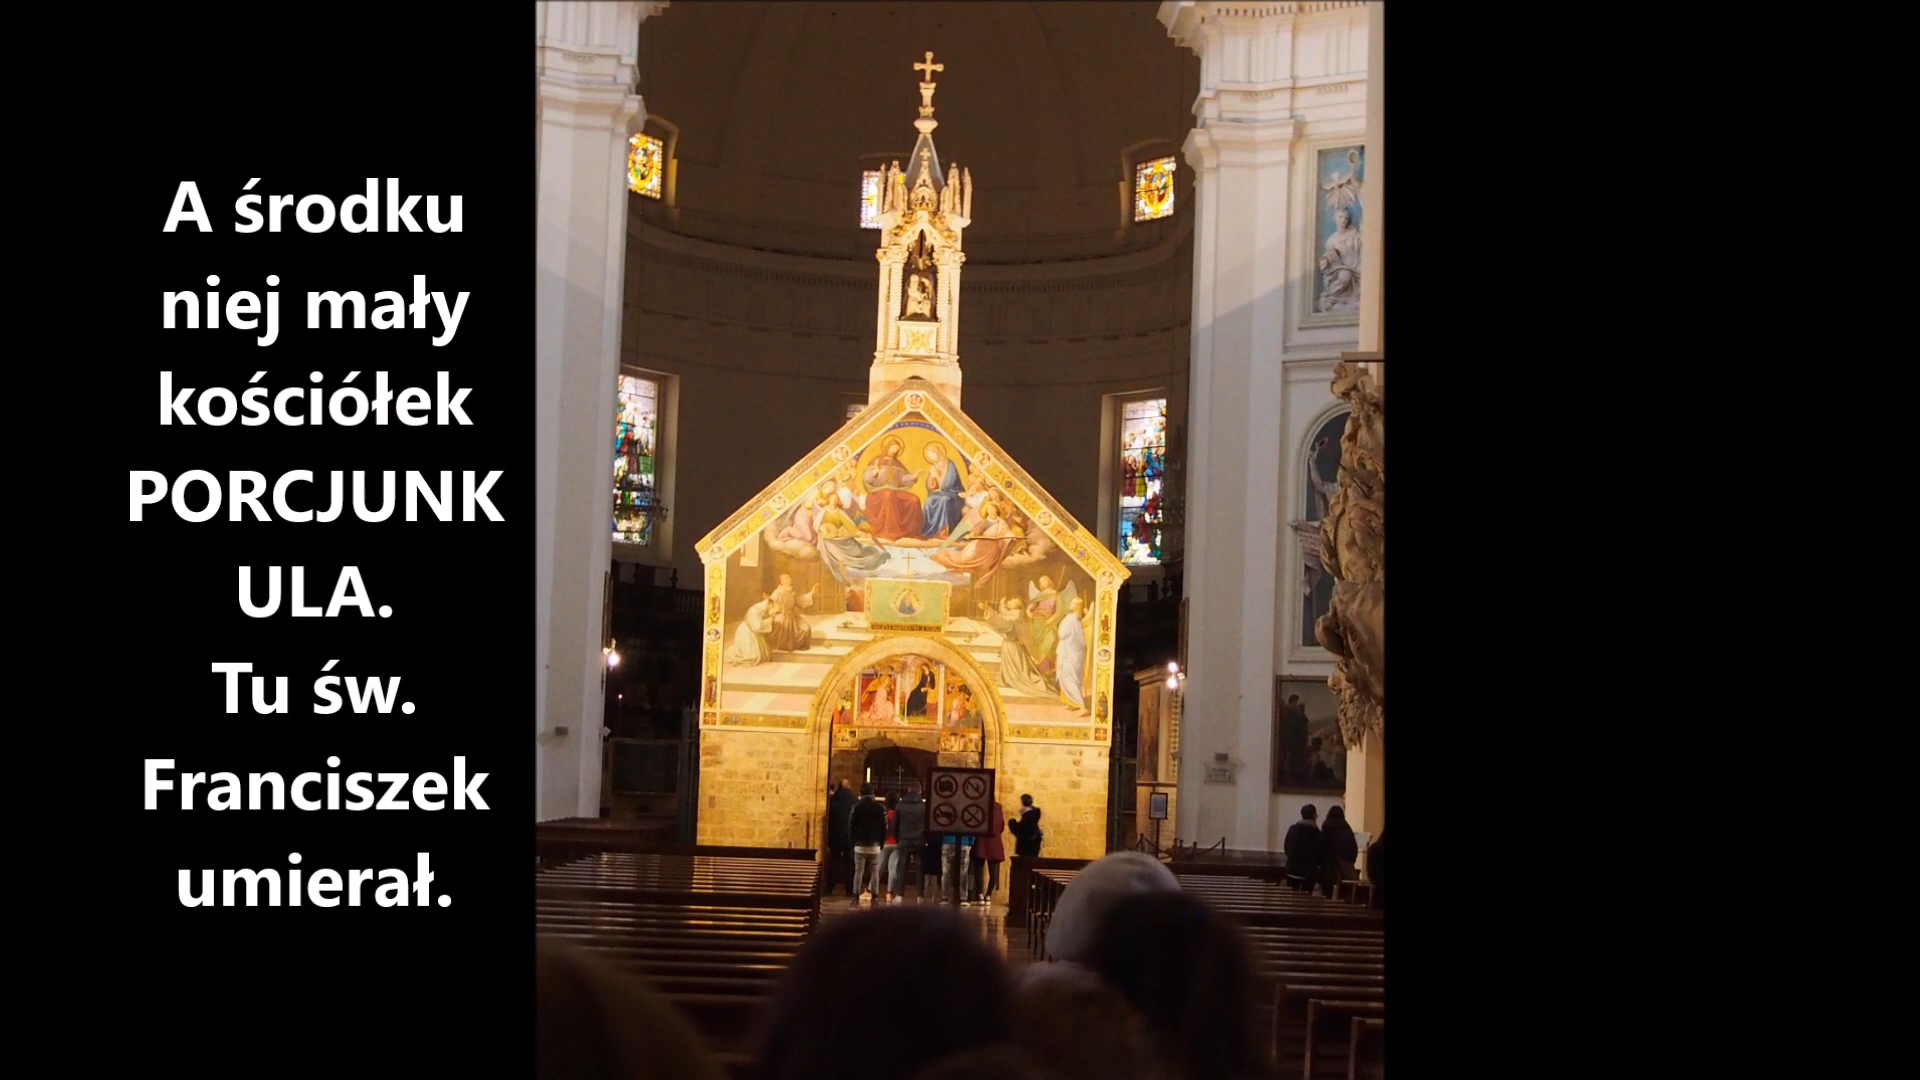 A środku
niej mały
kościółek
PORCJUNK
ULA.
Tu św.
Franciszek
umierał.